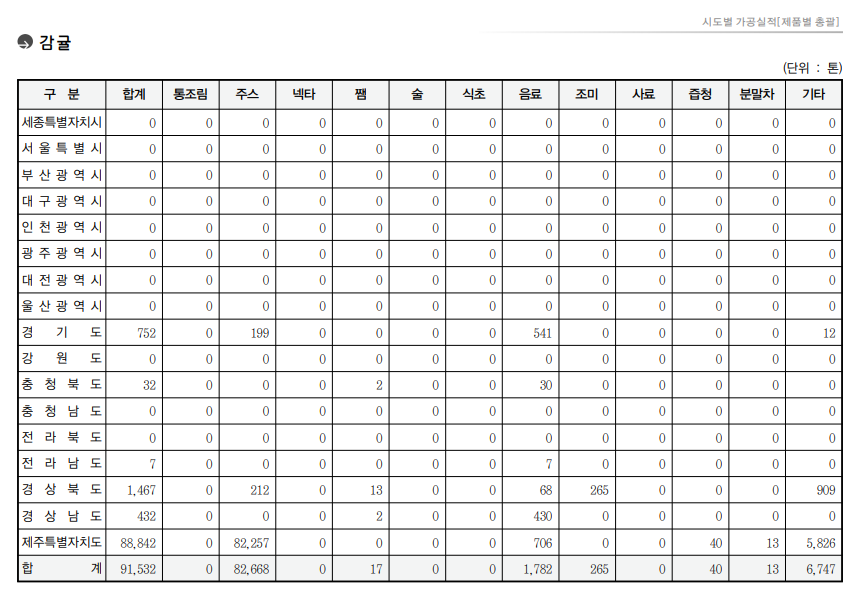 시도별 가공실적[제품별 총괄]
감귤
(단위 : 톤)
구 분 합계 통조림 주스 넥타 쨈 술 식초 음료 조미 사료 즙청 분말차 기타
세종특별자치시 0 0 0 0 0 0 0 0 0 0 0 0 0
서울특별시 0 0 0 0 0 0 0 0 0 0 0 0 0
부산광역시 0 0 0 0 0 0 0 0 0 0 0 0 0
대구광역시 0 0 0 0 0 0 0 0 0 0 0 0 0
인천광역시 0 0 0 0 0 0 0 0 0 0 0 0 0
광주광역시 0 0 0 0 0 0 0 0 0 0 0 0 0
대전광역시 0 0 0 0 0 0 0 0 0 0 0 0 0
울산광역시 0 0 0 0 0 0 0 0 0 0 0 0 0
경기도 752 0 199 0 0 0 0 541 0 0 0 0 12
강원도 0 0 0 0 0 0 0 0 0 0 0 0 0
충청북도 32 0 0 0 2 0 0 30 0 0 0 0 0
충청남도 0 0 0 0 0 0 0 0 0 0 0 0 0
전라북도 0 0 0 0 0 0 0 0 0 0 0 0 0
전라남도 7 0 0 0 0 0 0 7 0 0 0 0 0
경상북도 1,467 0 212 0 13 0 0 68 265 0 0 0 909
경상남도 432 0 0 0 2 0 0 430 0 0 0 0 0
제주특별자치도 88,842 0 82,257 0 0 0 0 706 0 0 40 13 5,826
합계 91,532 0 82,668 0 17 0 0 1,782 265 0 40 13 6,747